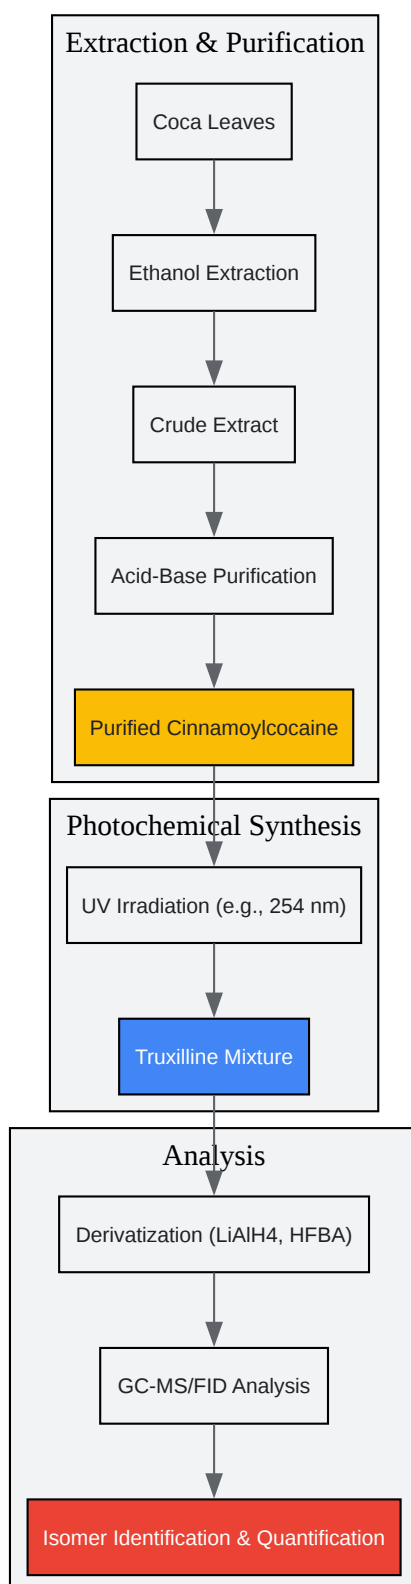 Extraction & Purification
Coca Leaves
Ethanol Extraction
Crude Extract
Acid-Base Purification
Purified Cinnamoylcocaine
Photochemical Synthesis
UV Irradiation (e.g., 254 nm)
Truxilline Mixture
Analysis
Derivatization (LiAlH4, HFBA)
GC-MS/FID Analysis
Isomer Identification & Quantification